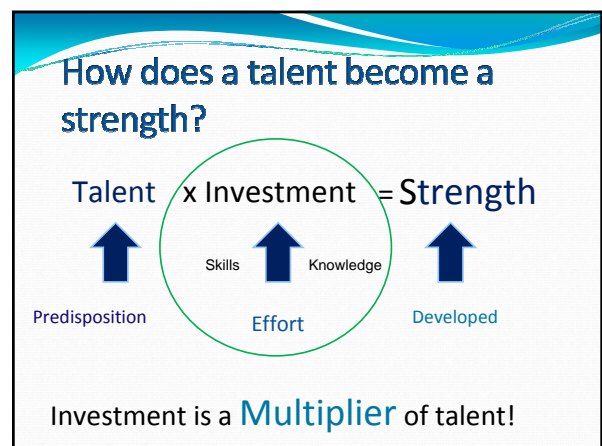 How does a talent become a
strength?
Talent x Investment = Strength
Skills Knowledge
Predisposition Effort Developed
Investment is a Multiplier of talent!